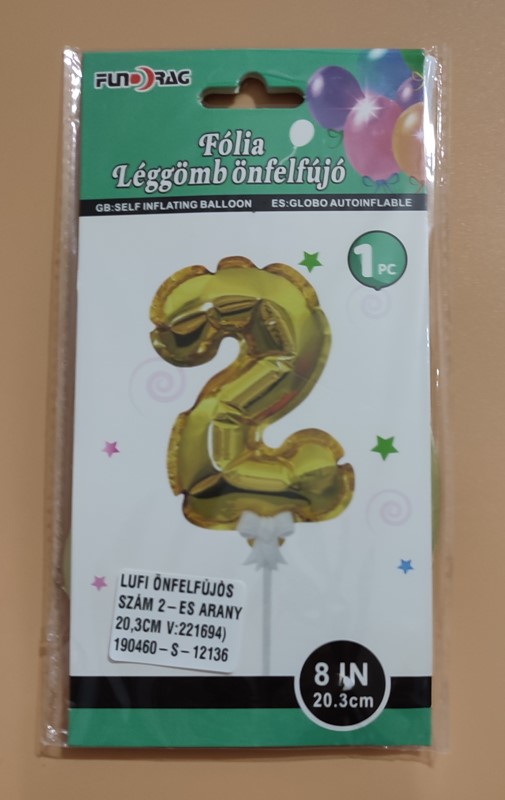 FUNDRAG
Fólia
Léggömb önfelfújó
GB:SELF INFLATING BALLOON ES:GLOBO AUTOINFLABLE
1 PC
2
LUFI ÖNFELFÚJÓS
SZÁM 2 – ES ARANY
20,3CM V:221694)
190460 – S – 12136
8 IN
20.3cm